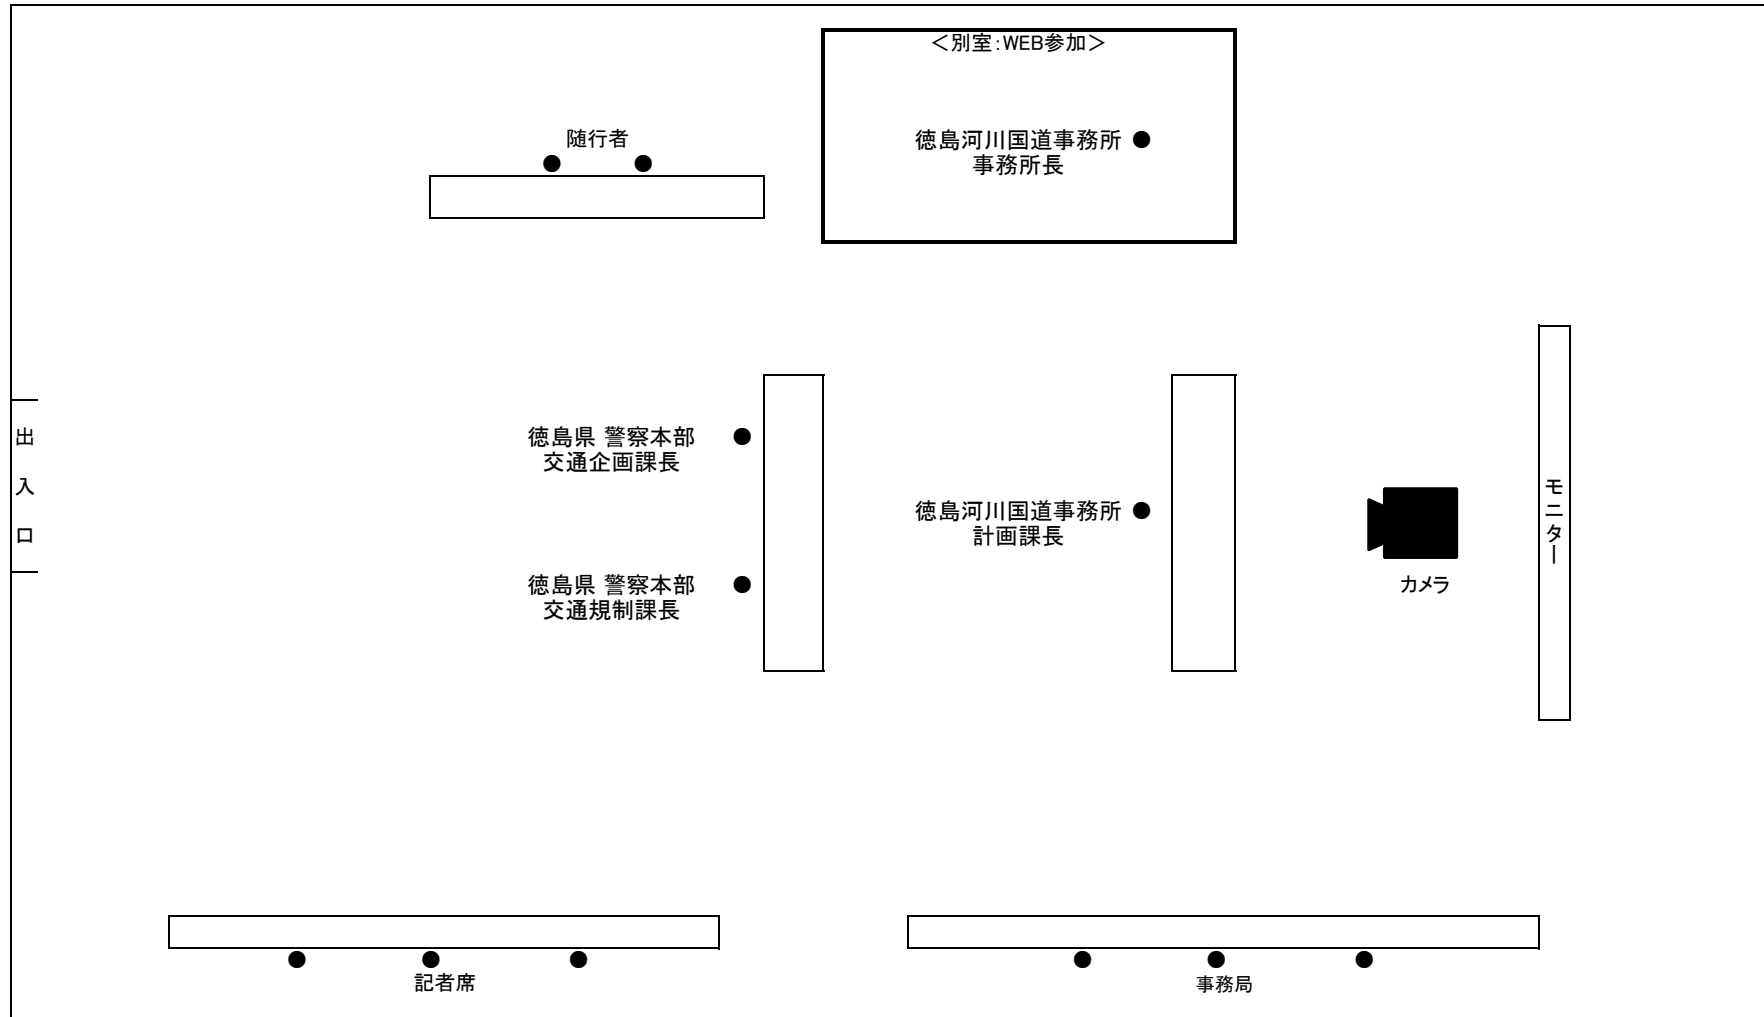 ＜別室：WEB参加＞
随行者
徳島河川国道事務所
事務所長
出入口
徳島県 警察本部
交通企画課長
徳島河川国道事務所
計画課長
徳島県 警察本部
交通規制課長
カメラ
モニター
記者席
事務局